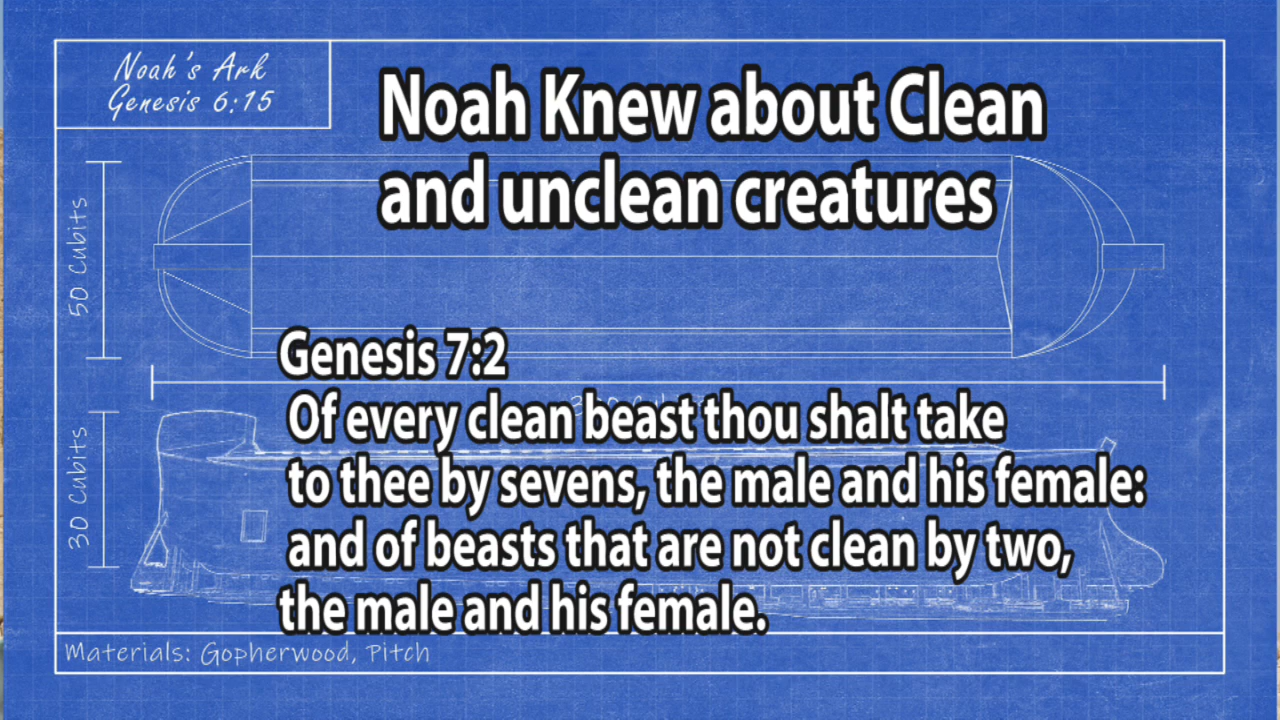 Noah's Ark
Genesis 6:15
Noah Knew about Clean
and unclean creatures
50 Cubits
Genesis 7:2
Of every clean beast thou shalt take
to thee by sevens, the male and his female:
and of beasts that are not clean by two,
the male and his female.
30 Cubits
Materials: Gopherwood, Pitch